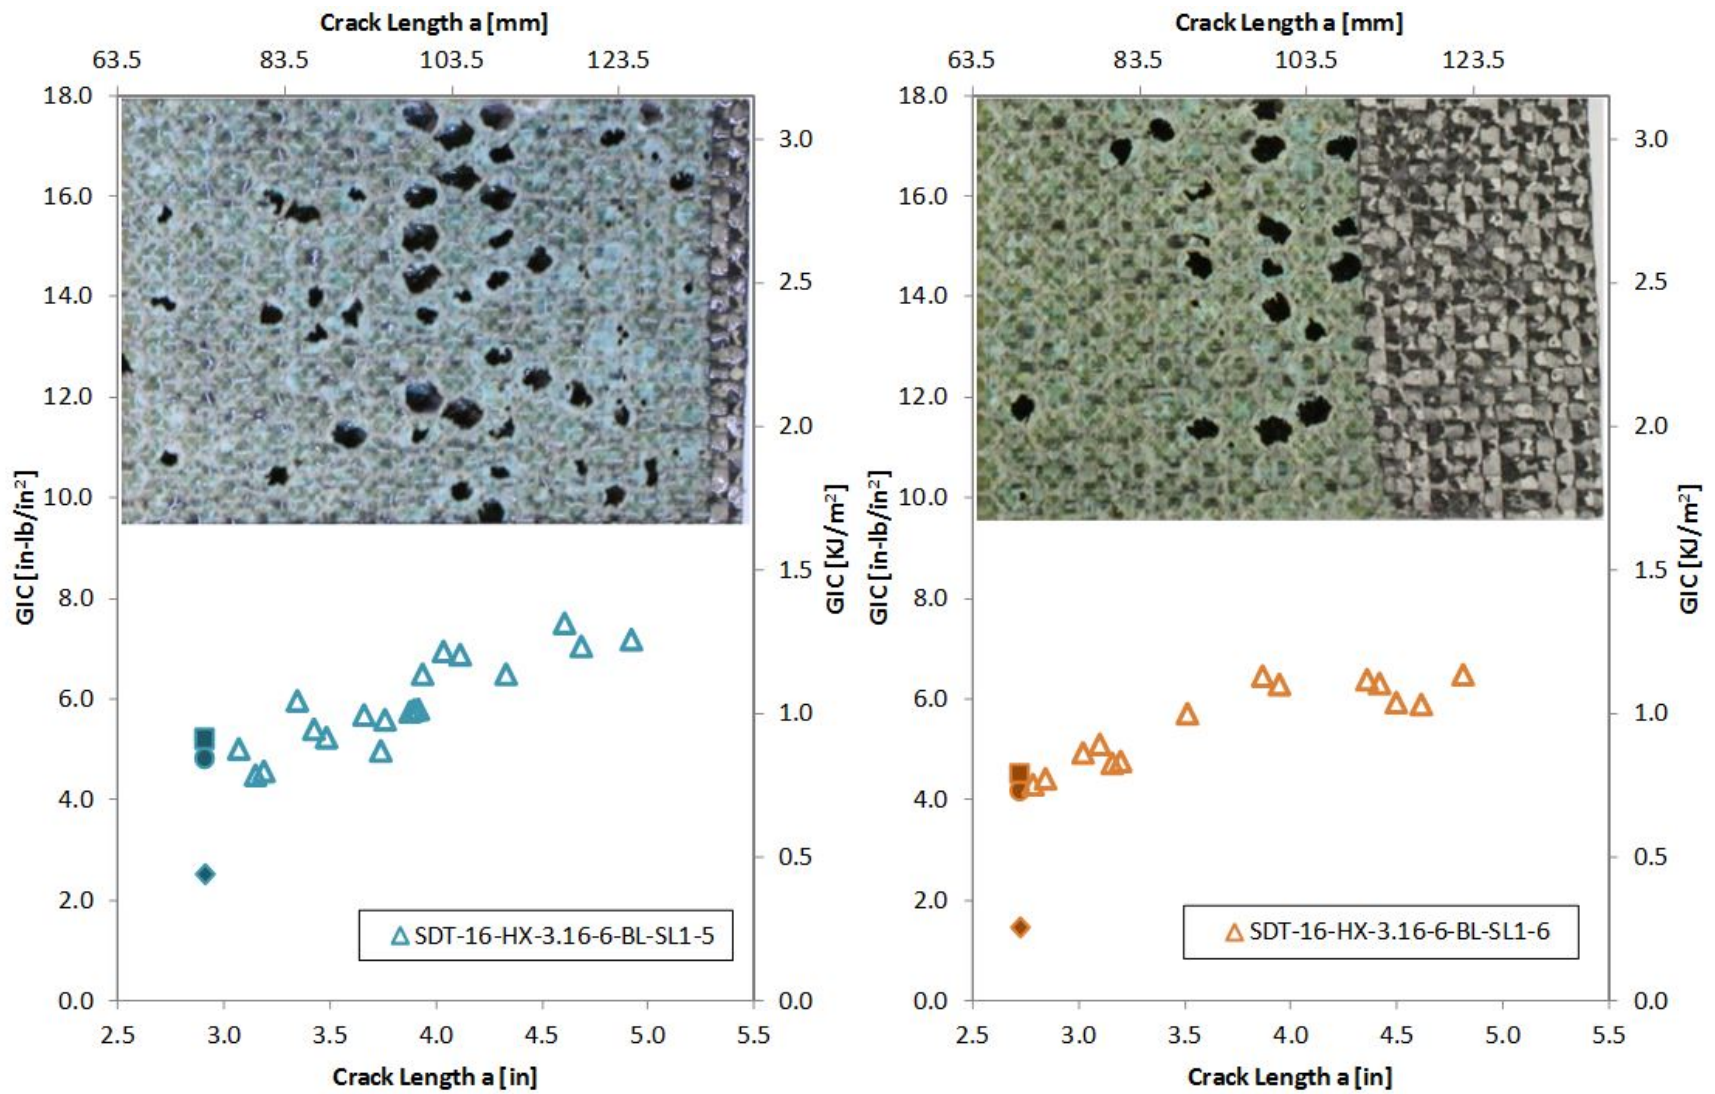 Crack Length a [mm]
63.5 83.5 103.5 123.5
18.0
16.0
14.0
12.0
10.0
8.0
6.0
4.0
2.0
0.0
GIC [in-lb/in²]
3.0
2.5
2.0
1.5
1.0
0.5
0.0
GIC [KJ/m²]
SDT-16-HX-3.16-6-BL-SL1-5
2.5 3.0 3.5 4.0 4.5 5.0 5.5
Crack Length a [in]
Crack Length a [mm]
63.5 83.5 103.5 123.5
18.0
16.0
14.0
12.0
10.0
8.0
6.0
4.0
2.0
0.0
GIC [in-lb/in²]
3.0
2.5
2.0
1.5
1.0
0.5
0.0
GIC [KJ/m²]
SDT-16-HX-3.16-6-BL-SL1-6
2.5 3.0 3.5 4.0 4.5 5.0 5.5
Crack Length a [in]